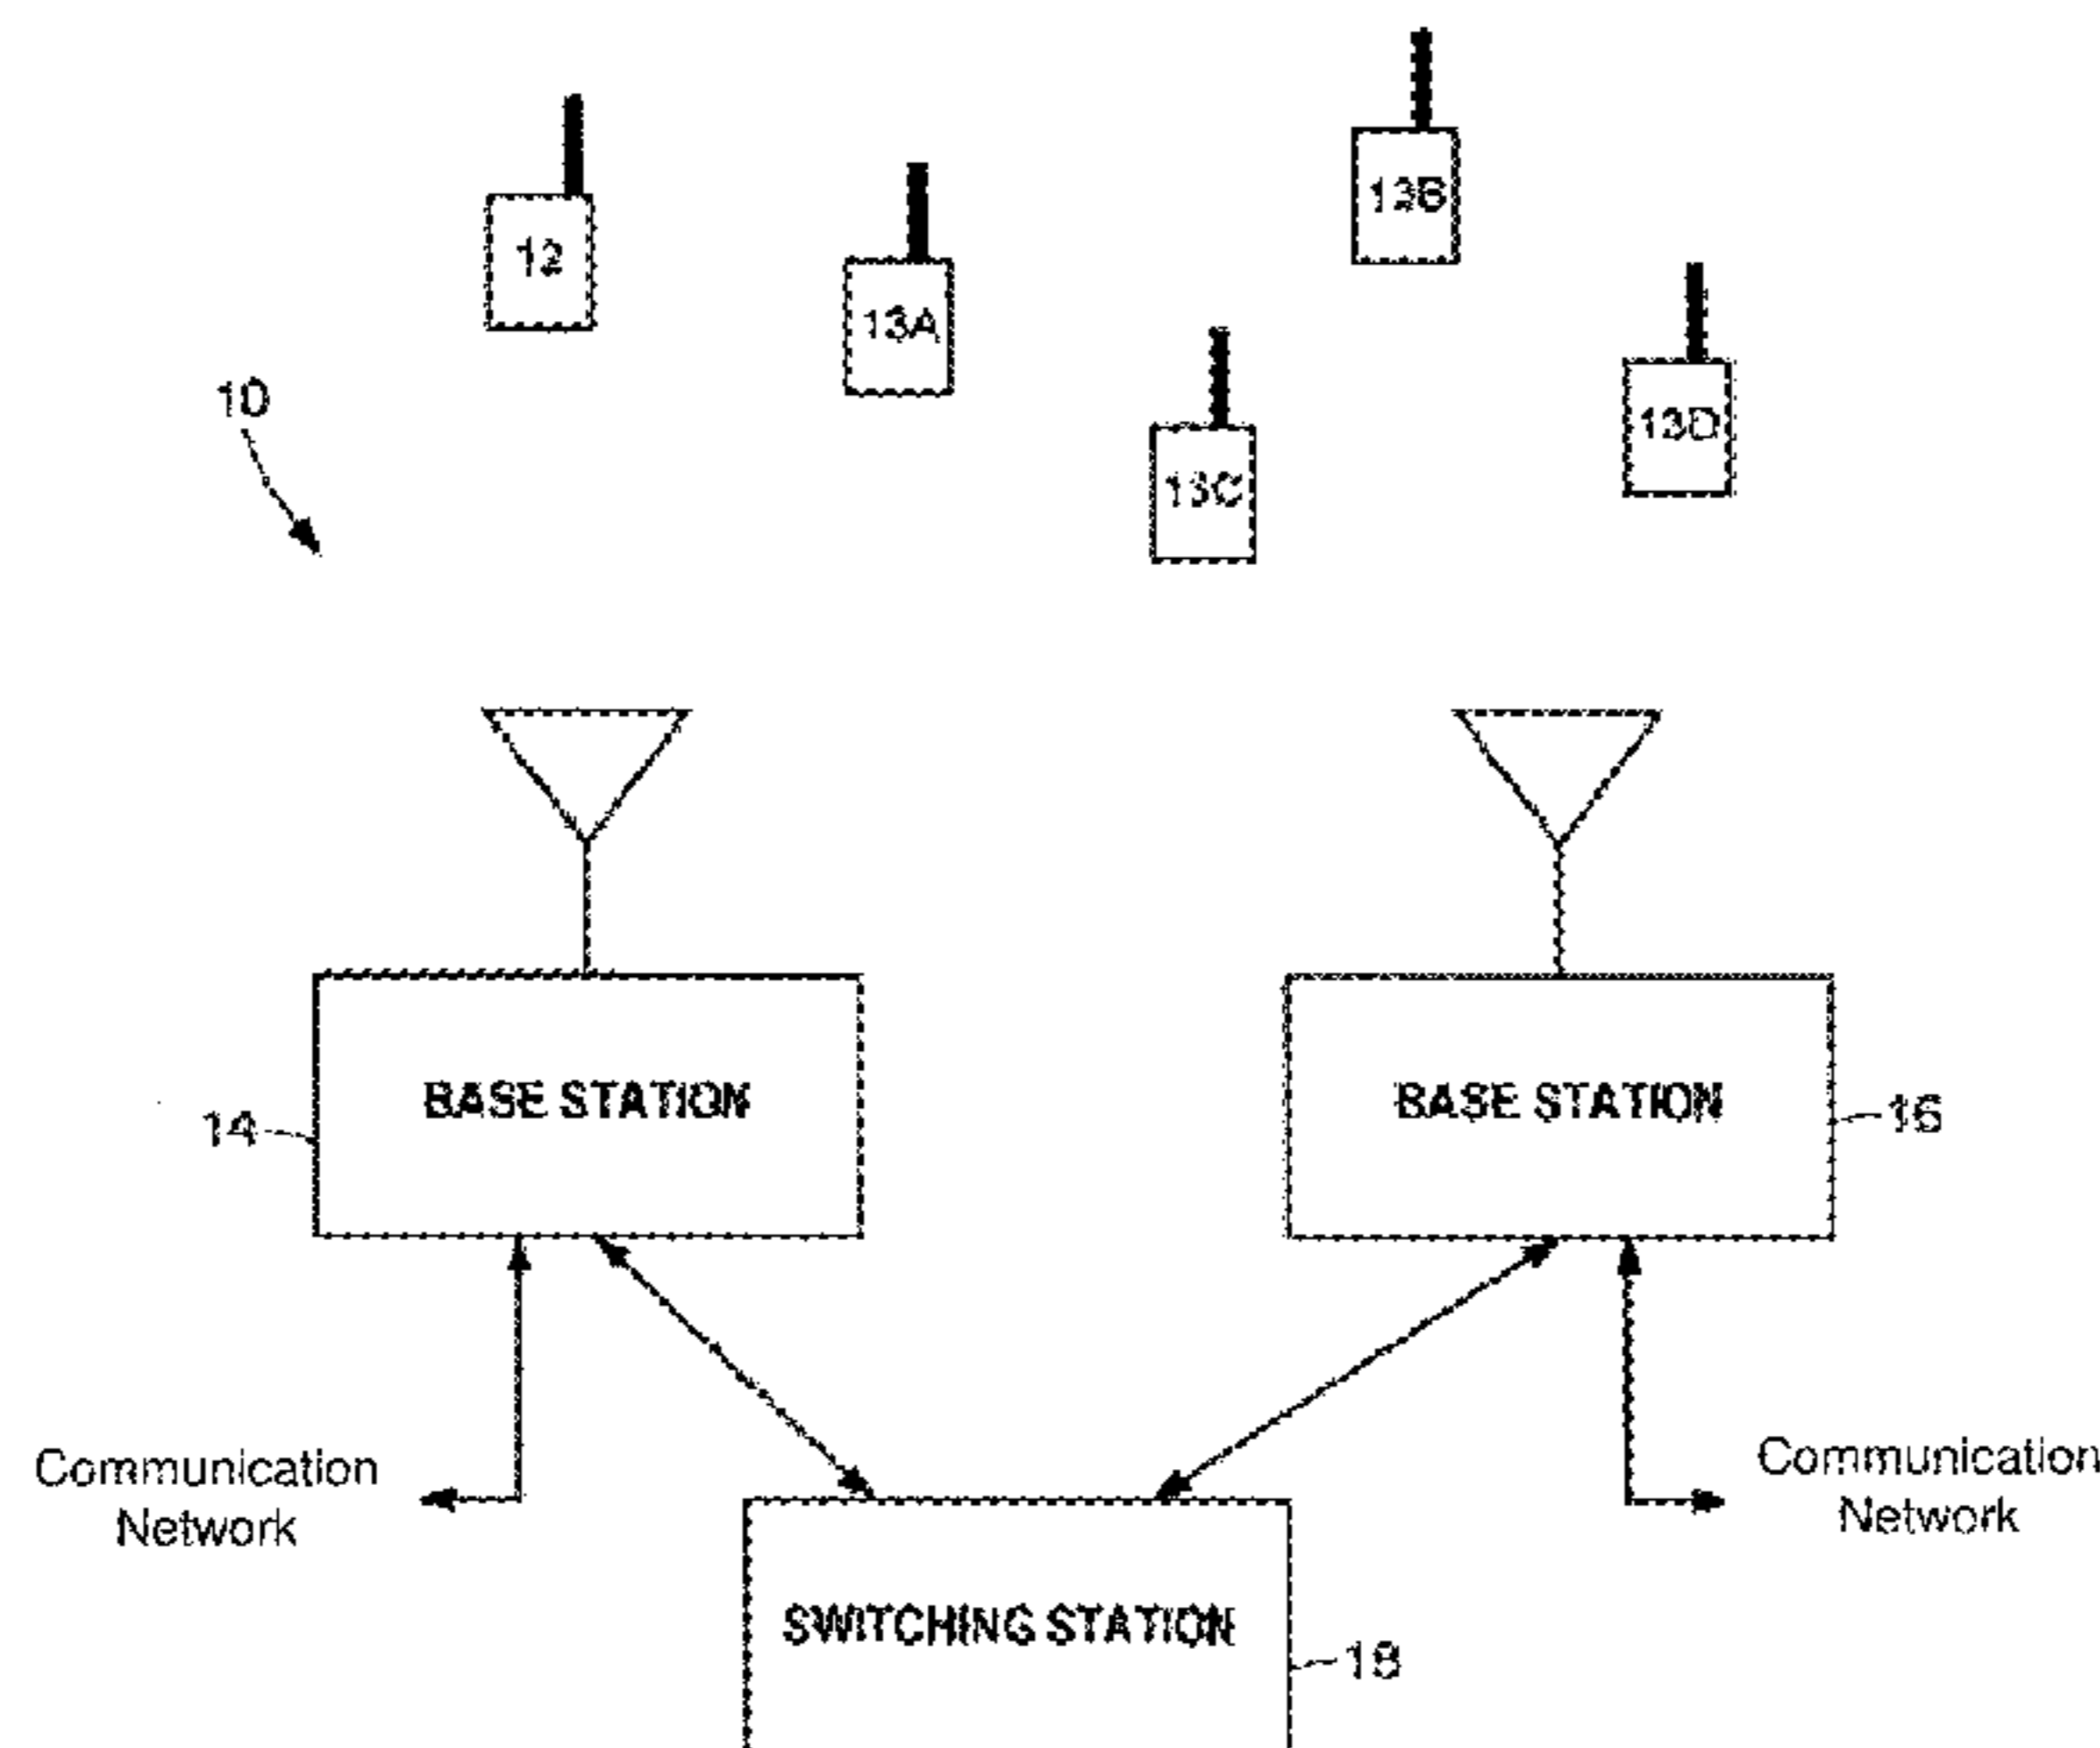 13B
12
13A
10
13D
13C
BASE STATION
BASE STATION
14
16
Communication
Network
Communication
Network
SWITCHING STATION
18